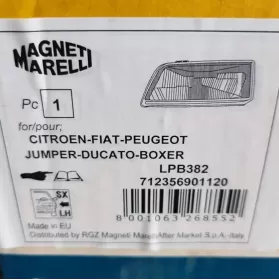 MAGNETI
MARELLI
Pc 1
for/pour;
CITROEN-FIAT-PEUGEOT
JUMPER-DUCATO-BOXER
LPB382
712356901120
SX
LH
8 001063 268552
Made in EU
Distributed by RGZ Magneti Marelli After Market S.p.A.-Italy